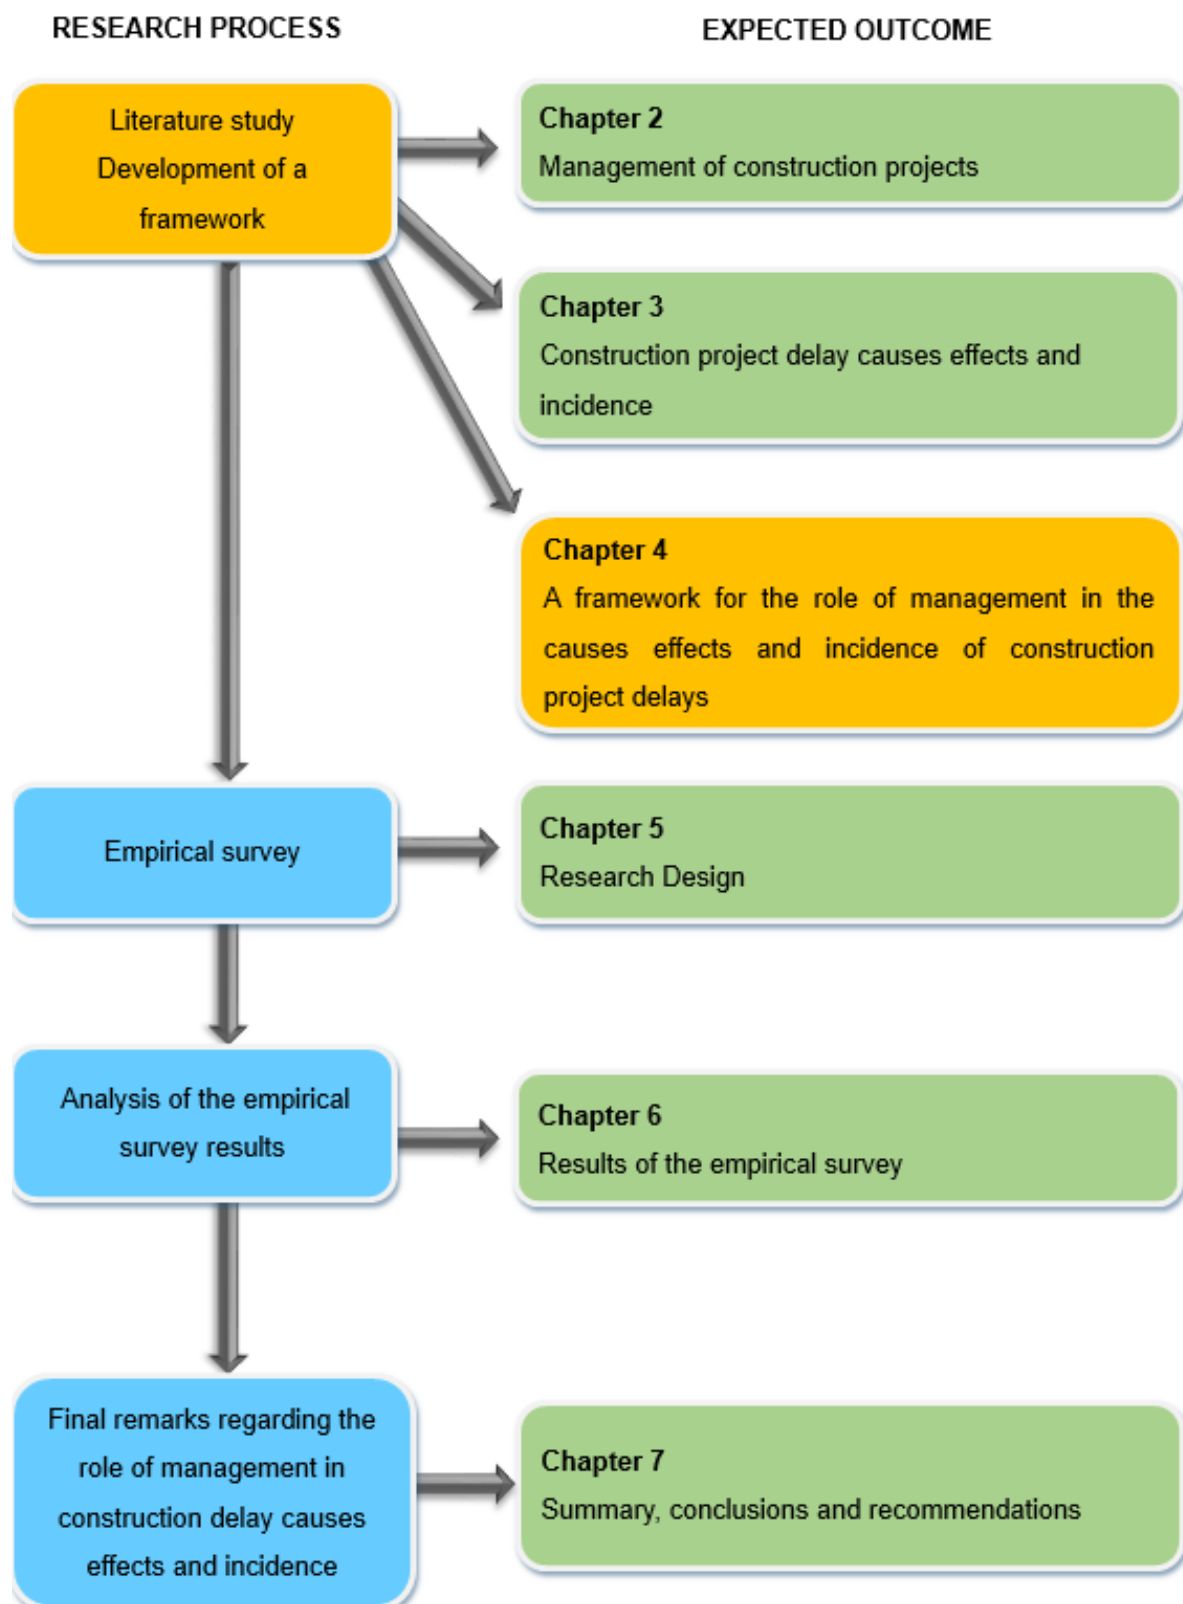 RESEARCH PROCESS
EXPECTED OUTCOME
Literature study
Development of a
framework
Chapter 2
Management of construction projects
Chapter 3
Construction project delay causes effects and
incidence
Chapter 4
A framework for the role of management in the
causes effects and incidence of construction
project delays
Empirical survey
Chapter 5
Research Design
Analysis of the empirical
survey results
Chapter 6
Results of the empirical survey
Final remarks regarding the
role of management in
construction delay causes
effects and incidence
Chapter 7
Summary, conclusions and recommendations